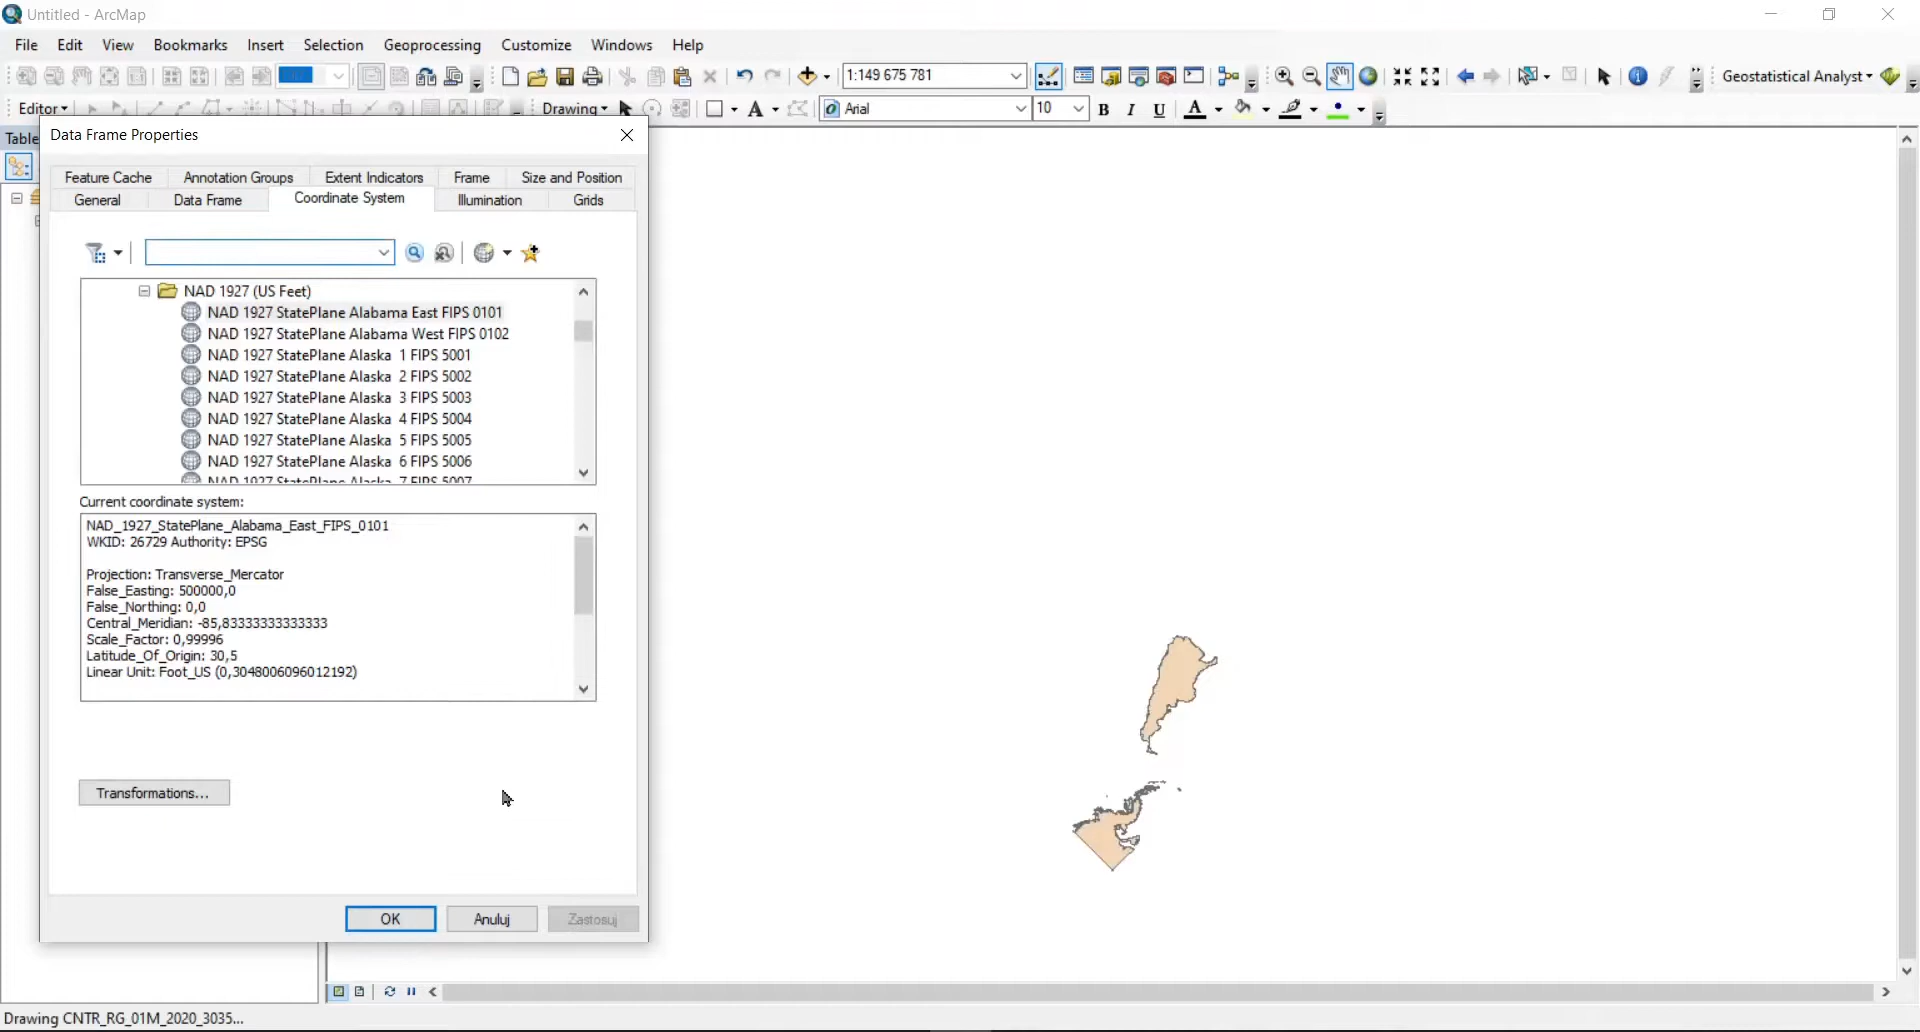 Untitled - ArcMap
File Edit View Bookmarks Insert Selection Geoprocessing Customize Windows Help
1:149 675 781
Geostatistical Analyst
Editor
Drawing
Arial
10
B I U A
Table
Data Frame Properties
Feature Cache Annotation Groups Extent Indicators Frame Size and Position
General Data Frame Coordinate System Illumination Grids
NAD 1927 (US Feet)
NAD 1927 StatePlane Alabama East FIPS 0101
NAD 1927 StatePlane Alabama West FIPS 0102
NAD 1927 StatePlane Alaska 1 FIPS 5001
NAD 1927 StatePlane Alaska 2 FIPS 5002
NAD 1927 StatePlane Alaska 3 FIPS 5003
NAD 1927 StatePlane Alaska 4 FIPS 5004
NAD 1927 StatePlane Alaska 5 FIPS 5005
NAD 1927 StatePlane Alaska 6 FIPS 5006
NAD 1927 StatePlane Alaska 7 FIPS 5007
Current coordinate system:
NAD_1927_StatePlane_Alabama_East_FIPS_0101
WKID: 26729 Authority: EPSG
Projection: Transverse_Mercator
False_Easting: 500000,0
False_Northing: 0,0
Central_Meridian: -85,83333333333333
Scale_Factor: 0,99996
Latitude_Of_Origin: 30,5
Linear Unit: Foot_US (0,3048006096012192)
Transformations...
OK Anuluj Zastosuj
Drawing CNTR_RG_01M_2020_3035...